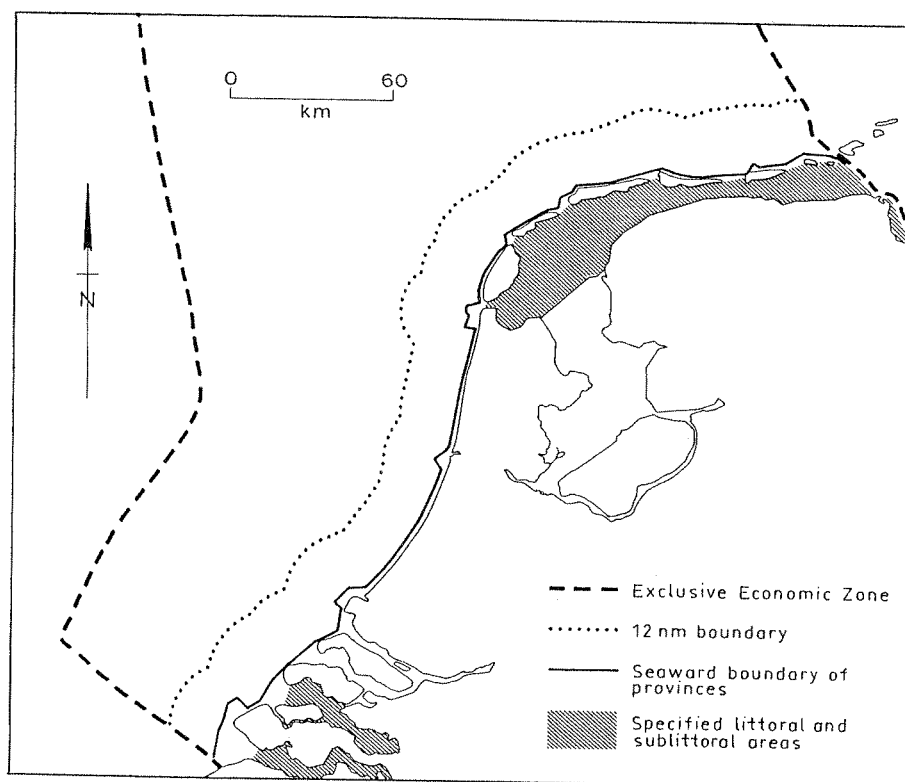 0 60
km
N
Exclusive Economic Zone
12 nm boundary
Seaward boundary of
provinces
Specified littoral and
sublittoral areas